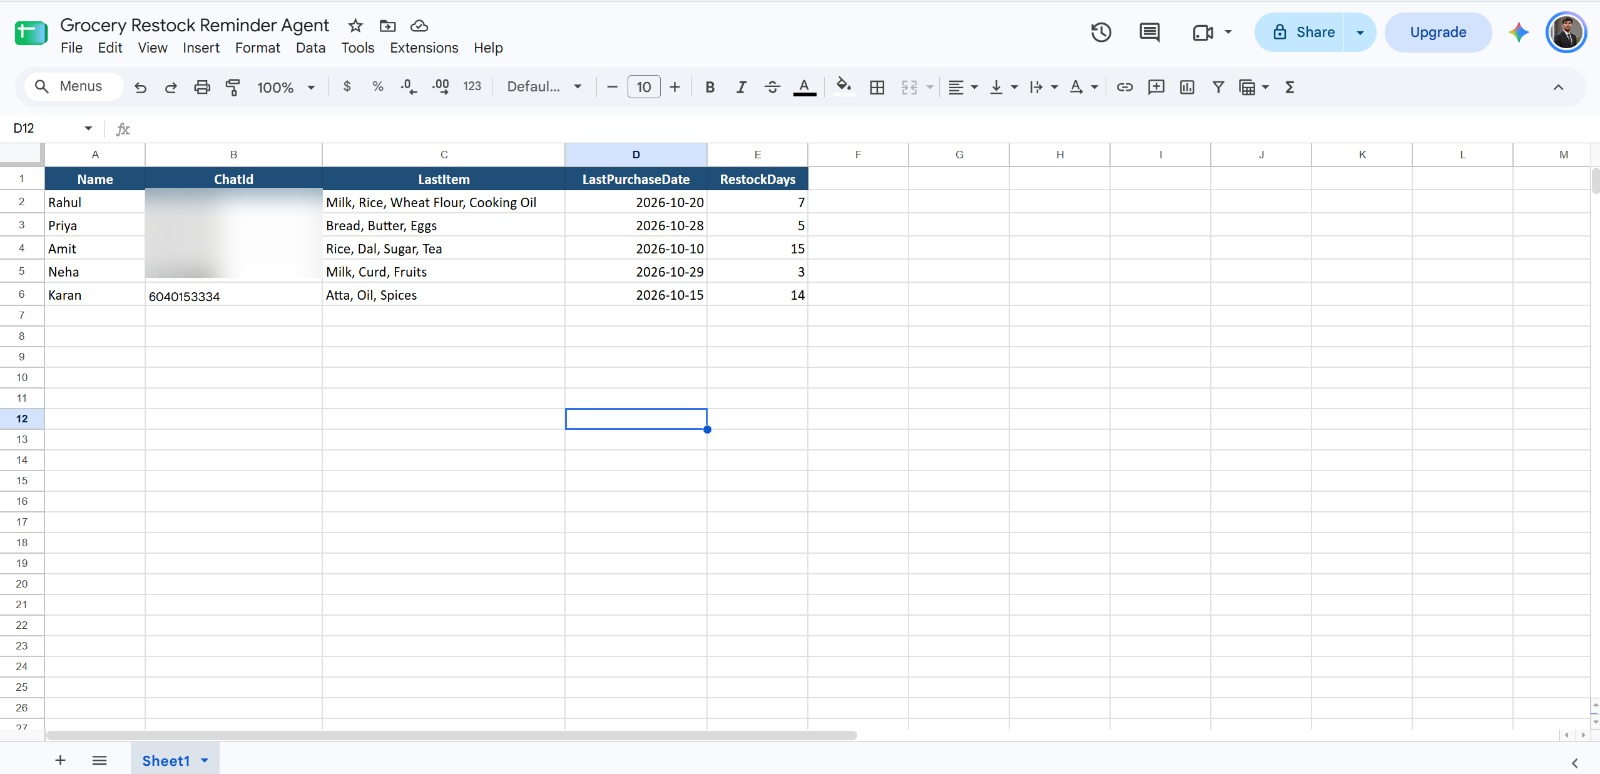 Grocery Restock Reminder Agent
File Edit View Insert Format Data Tools Extensions Help
Share
Upgrade
Menus 100% $ % .0 .00 123 Defaul... − 10 + B I S A Σ
D12 fx
A B C D E F G H I J K L M
1 Name ChatId LastItem LastPurchaseDate RestockDays
2 Rahul Milk, Rice, Wheat Flour, Cooking Oil 2026-10-20 7
3 Priya Bread, Butter, Eggs 2026-10-28 5
4 Amit Rice, Dal, Sugar, Tea 2026-10-10 15
5 Neha Milk, Curd, Fruits 2026-10-29 3
6 Karan 6040153334 Atta, Oil, Spices 2026-10-15 14
7
8
9
10
11
12
13
14
15
16
17
18
19
20
21
22
23
24
25
26
27
+ Sheet1